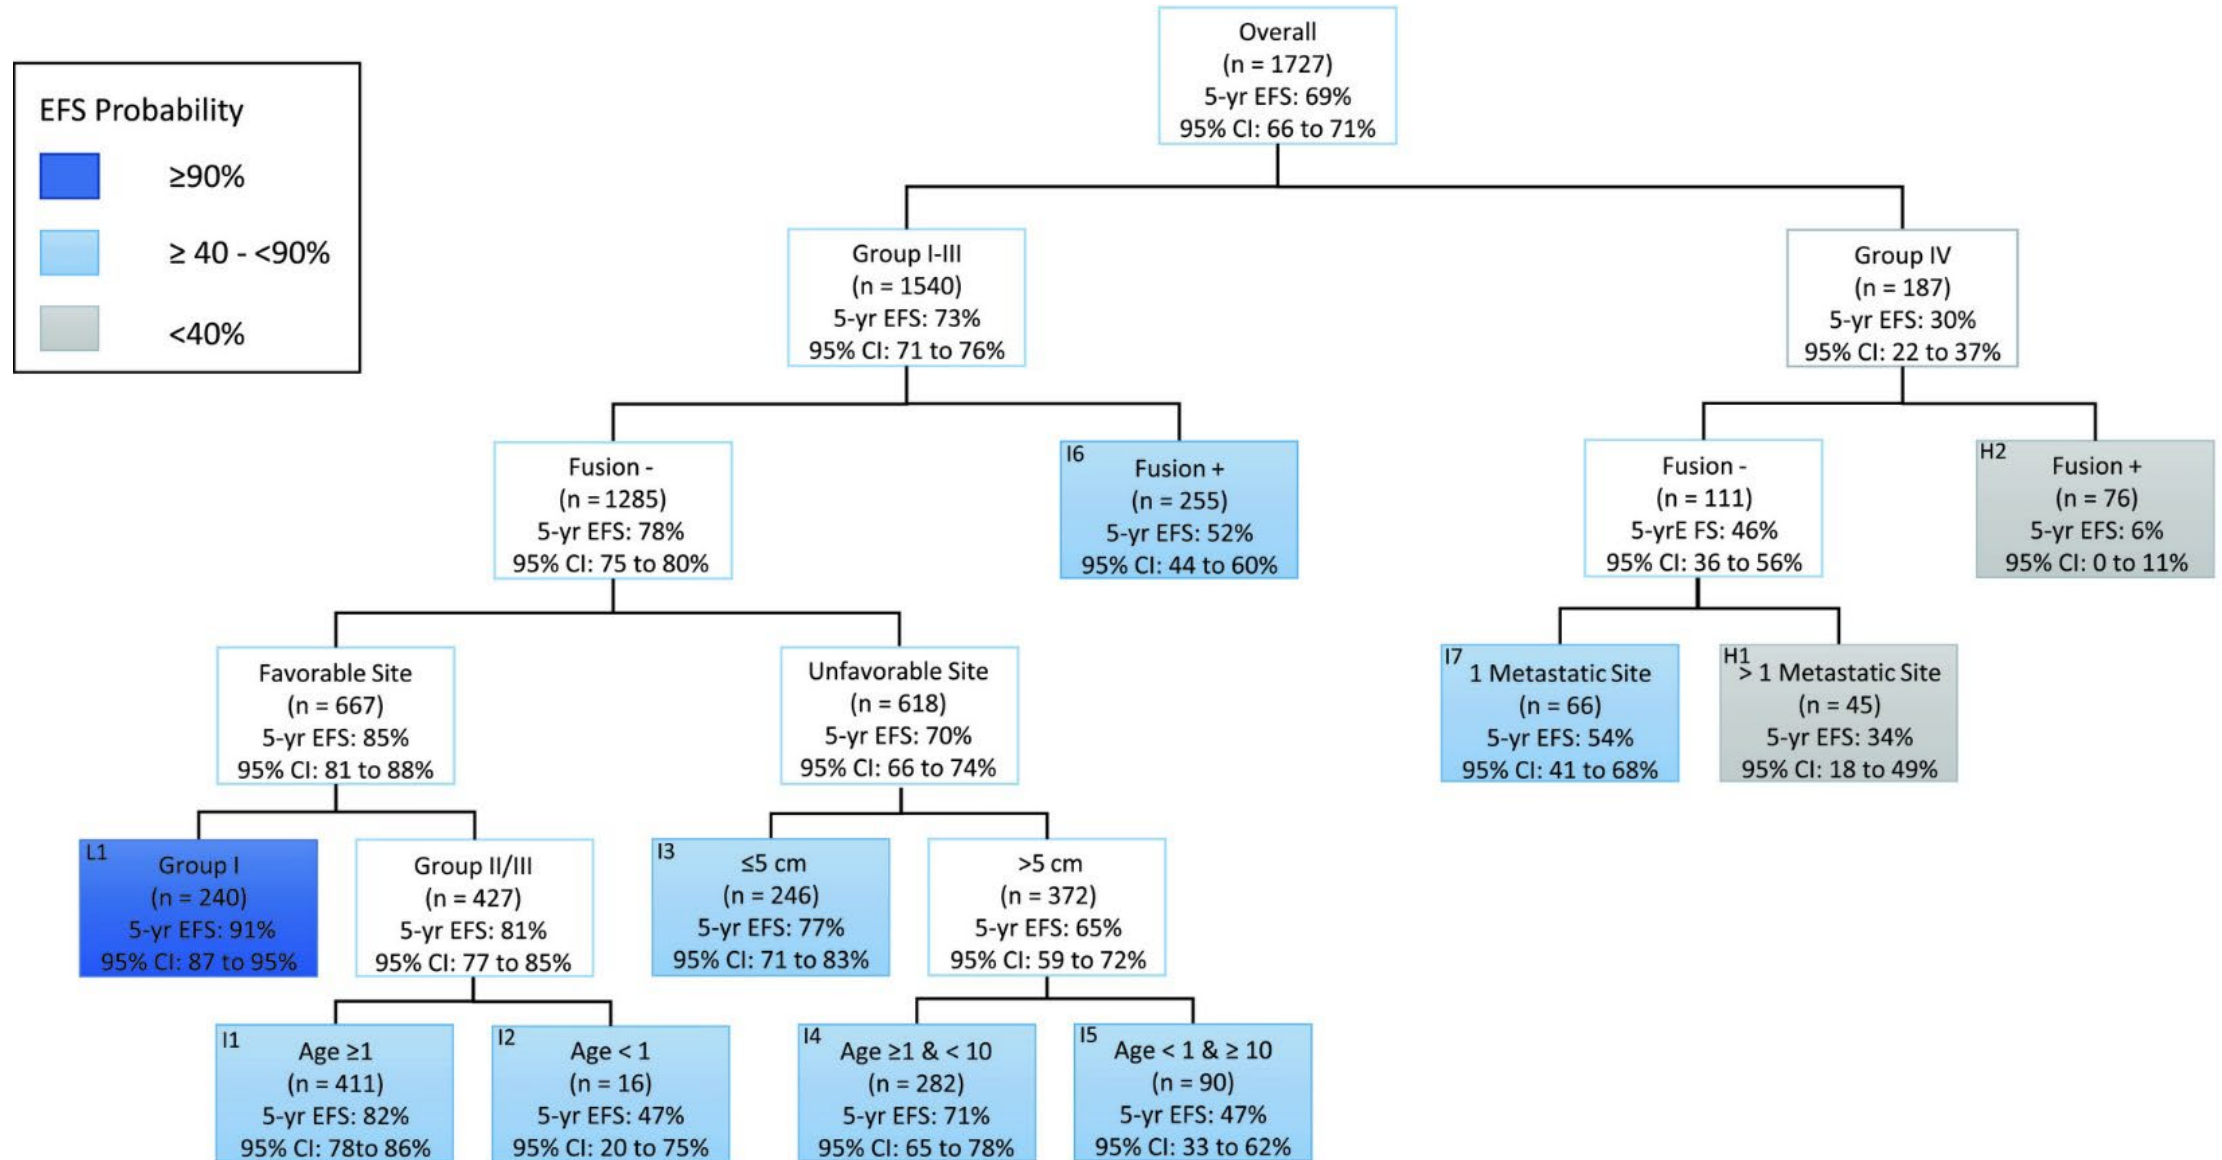 Overall
(n = 1727)
5-yr EFS: 69%
95% CI: 66 to 71%
EFS Probability
≥90%
≥ 40 - <90%
<40%
Group I-III
(n = 1540)
5-yr EFS: 73%
95% CI: 71 to 76%
Group IV
(n = 187)
5-yr EFS: 30%
95% CI: 22 to 37%
Fusion -
(n = 1285)
5-yr EFS: 78%
95% CI: 75 to 80%
I6
Fusion +
(n = 255)
5-yr EFS: 52%
95% CI: 44 to 60%
Fusion -
(n = 111)
5-yrE FS: 46%
95% CI: 36 to 56%
H2
Fusion +
(n = 76)
5-yr EFS: 6%
95% CI: 0 to 11%
Favorable Site
(n = 667)
5-yr EFS: 85%
95% CI: 81 to 88%
Unfavorable Site
(n = 618)
5-yr EFS: 70%
95% CI: 66 to 74%
I7
1 Metastatic Site
(n = 66)
5-yr EFS: 54%
95% CI: 41 to 68%
H1
> 1 Metastatic Site
(n = 45)
5-yr EFS: 34%
95% CI: 18 to 49%
L1
Group I
(n = 240)
5-yr EFS: 91%
95% CI: 87 to 95%
Group II/III
(n = 427)
5-yr EFS: 81%
95% CI: 77 to 85%
I3
≤5 cm
(n = 246)
5-yr EFS: 77%
95% CI: 71 to 83%
>5 cm
(n = 372)
5-yr EFS: 65%
95% CI: 59 to 72%
I1
Age ≥1
(n = 411)
5-yr EFS: 82%
95% CI: 78to 86%
I2
Age < 1
(n = 16)
5-yr EFS: 47%
95% CI: 20 to 75%
I4
Age ≥1 & < 10
(n = 282)
5-yr EFS: 71%
95% CI: 65 to 78%
I5
Age < 1 & ≥ 10
(n = 90)
5-yr EFS: 47%
95% CI: 33 to 62%